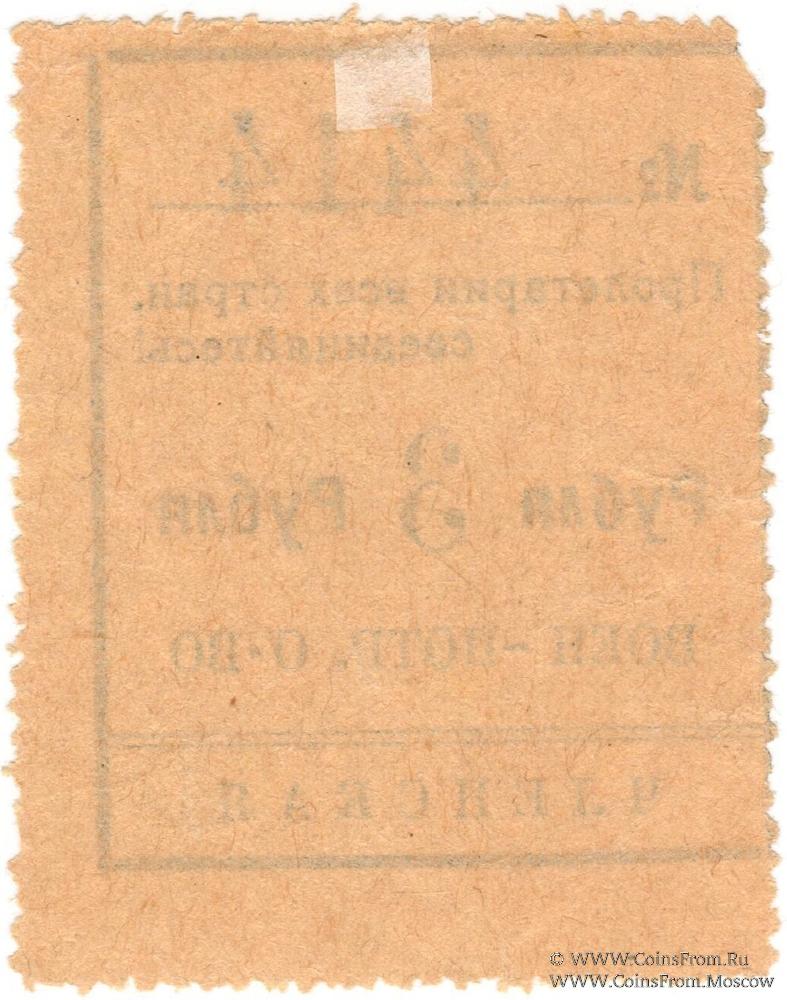 № 4414
Пролетарии всех стран,
соединяйтесь!
Рубля 3 Рубля
ВОЕН-ПОТР. О-ВО
ЧЛЕНСКАЯ
© WWW.CoinsFrom.Ru
WWW.CoinsFrom.Moscow